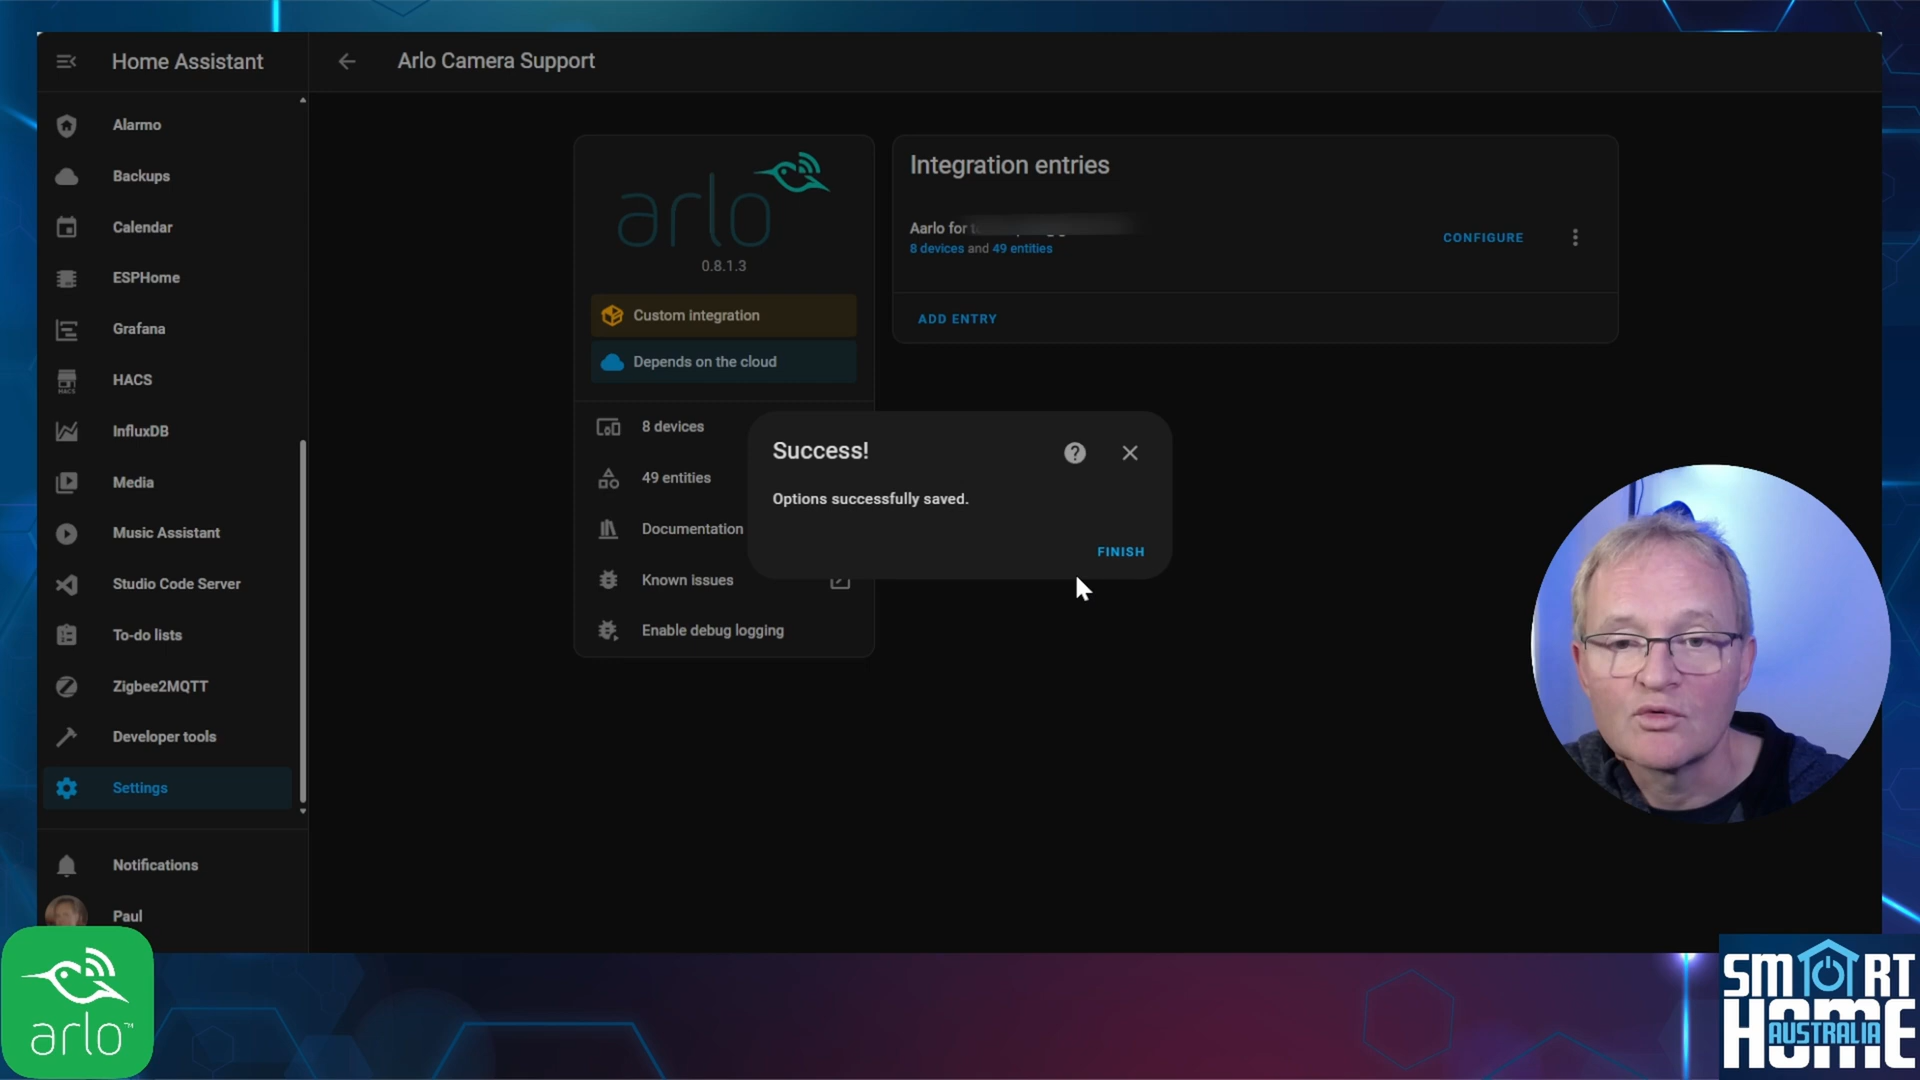 Home Assistant
Arlo Camera Support
Alarmo
Backups
Calendar
ESPHome
Grafana
HACS
HACS
InfluxDB
Media
Music Assistant
Studio Code Server
To-do lists
Zigbee2MQTT
Developer tools
Settings
Notifications
Paul
arlo
0.8.1.3
Custom integration
Depends on the cloud
8 devices
49 entities
Documentation
Known issues
Enable debug logging
Integration entries
Aarlo for
8 devices and 49 entities
CONFIGURE
ADD ENTRY
Success!
Options successfully saved.
FINISH
arlo™
SMART
HOME
AUSTRALIA